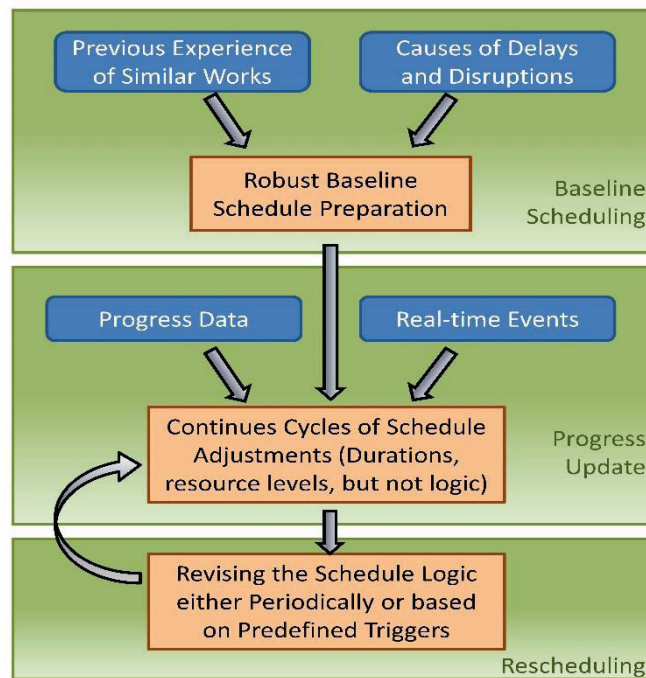 Previous Experience
of Similar Works
Causes of Delays
and Disruptions
Robust Baseline
Schedule Preparation
Baseline
Scheduling
Progress Data
Real-time Events
Continues Cycles of Schedule
Adjustments (Durations,
resource levels, but not logic)
Progress
Update
Revising the Schedule Logic
either Periodically or based
on Predefined Triggers
Rescheduling